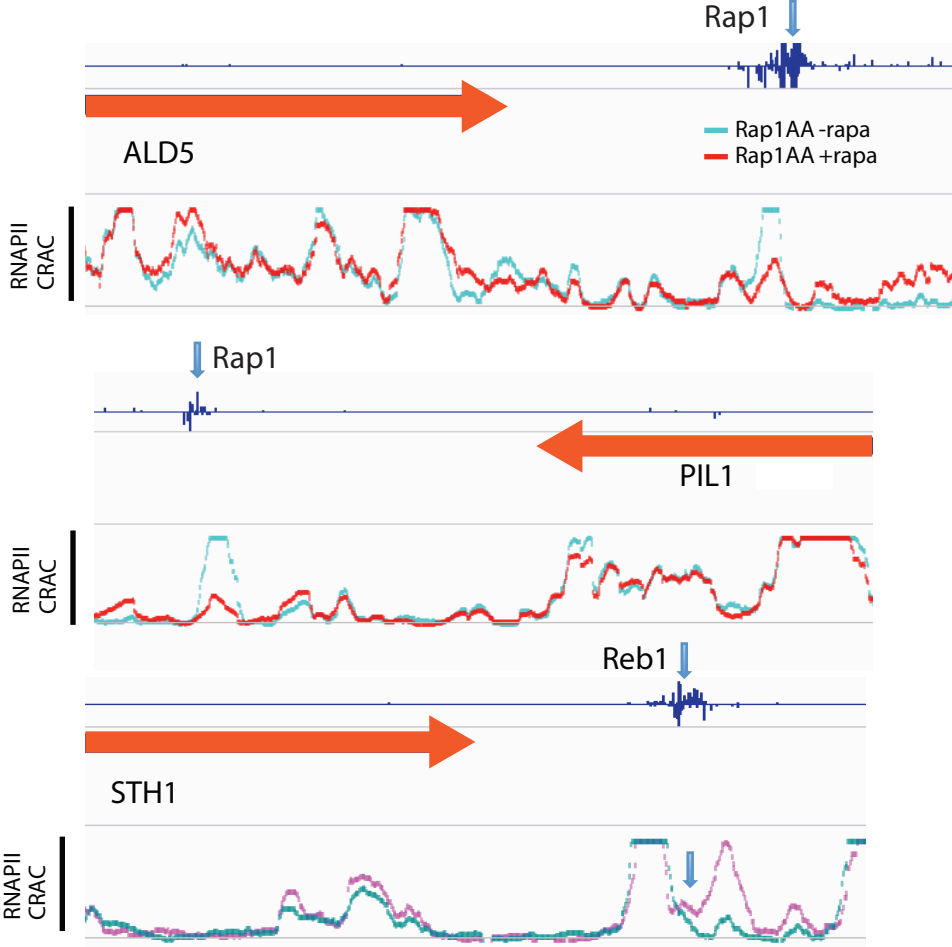 Rap1
ALD5
Rap1AA -rapa
Rap1AA +rapa
RNAPII
CRAC
Rap1
PIL1
RNAPII
CRAC
Reb1
STH1
RNAPII
CRAC